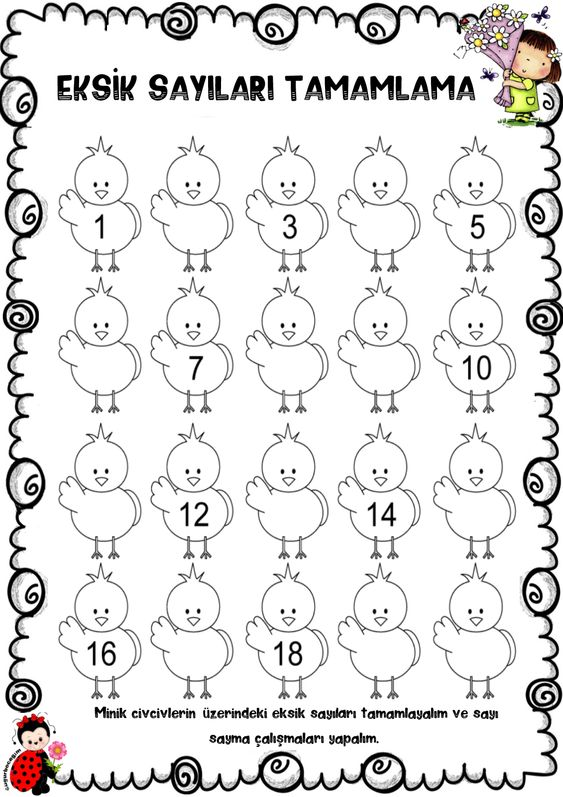 EKSİK SAYILARI TAMAMLAMA
1 3 5
7 10
12 14
16 18
Minik civcivlerin üzerindeki eksik sayıları tamamlayalım ve sayı
sayma çalışmaları yapalım.